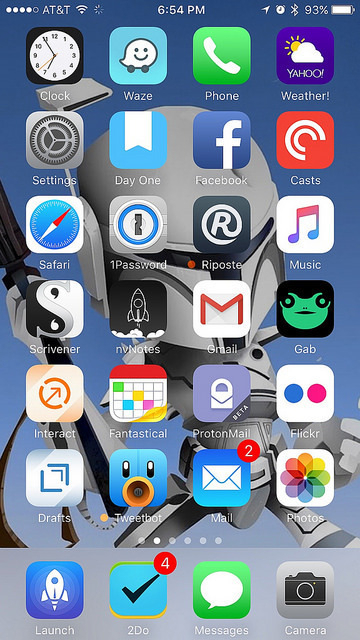 AT&T 6:54 PM 93%
YAHOO!
Clock Waze Phone Weather!
Settings Day One Facebook Casts
Safari 1Password Riposte Music
Scrivener nvNotes Gmail Gab
BETA
Interact Fantastical ProtonMail Flickr
2
Drafts Tweetbot Mail Photos
4
Launch 2Do Messages Camera